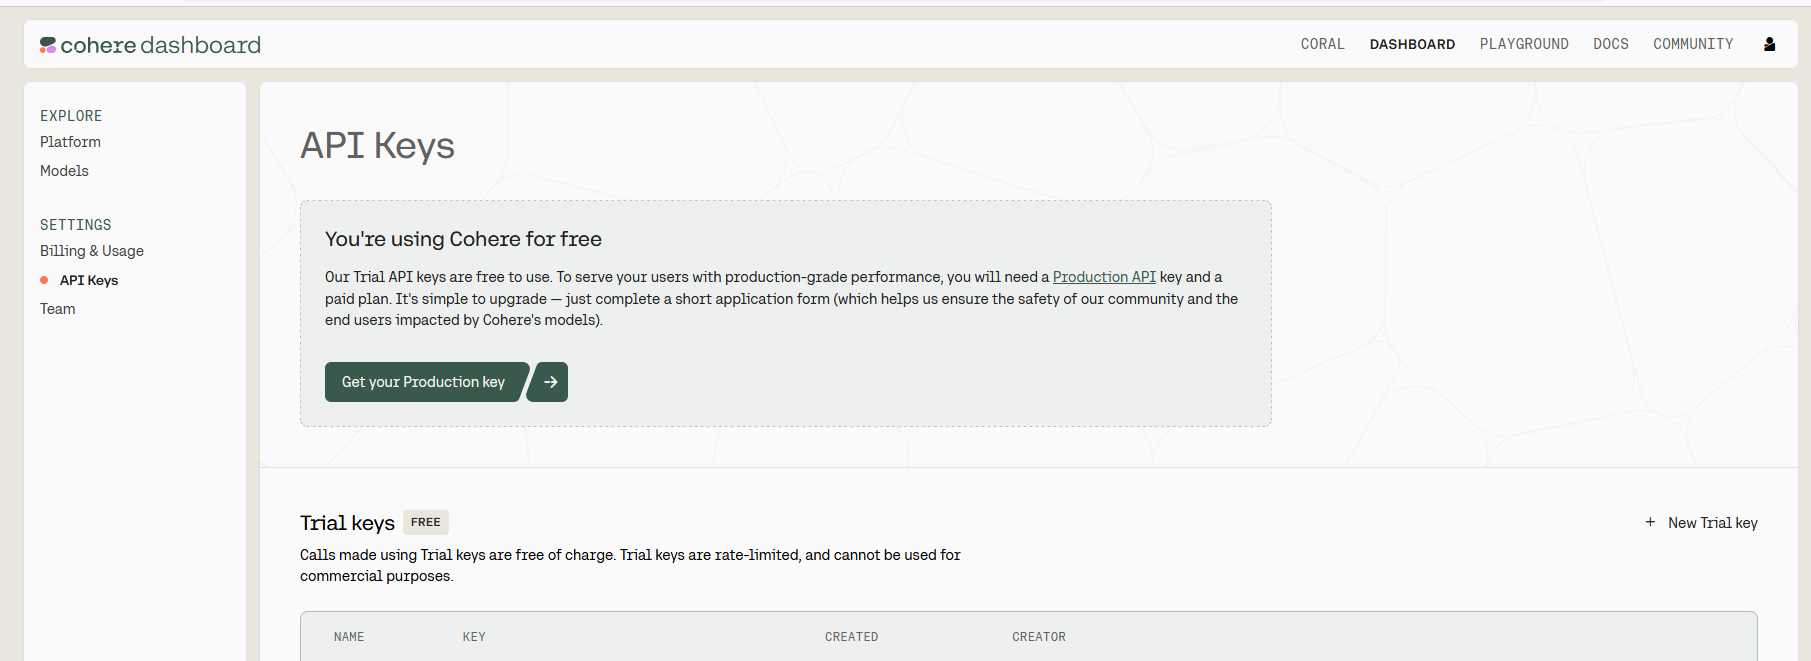 cohere dashboard
CORAL DASHBOARD PLAYGROUND DOCS COMMUNITY
EXPLORE
Platform
Models
SETTINGS
Billing & Usage
API Keys
Team
API Keys
You're using Cohere for free
Our Trial API keys are free to use. To serve your users with production-grade performance, you will need a Production API key and a
paid plan. It's simple to upgrade — just complete a short application form (which helps us ensure the safety of our community and the
end users impacted by Cohere's models).
Get your Production key →
Trial keys FREE
+ New Trial key
Calls made using Trial keys are free of charge. Trial keys are rate-limited, and cannot be used for
commercial purposes.
NAME KEY CREATED CREATOR